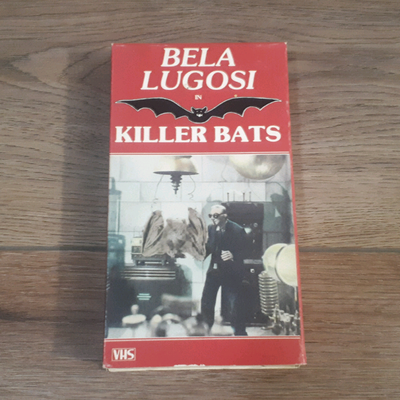 BELA
LUGOSI
IN
KILLER BATS
VHS